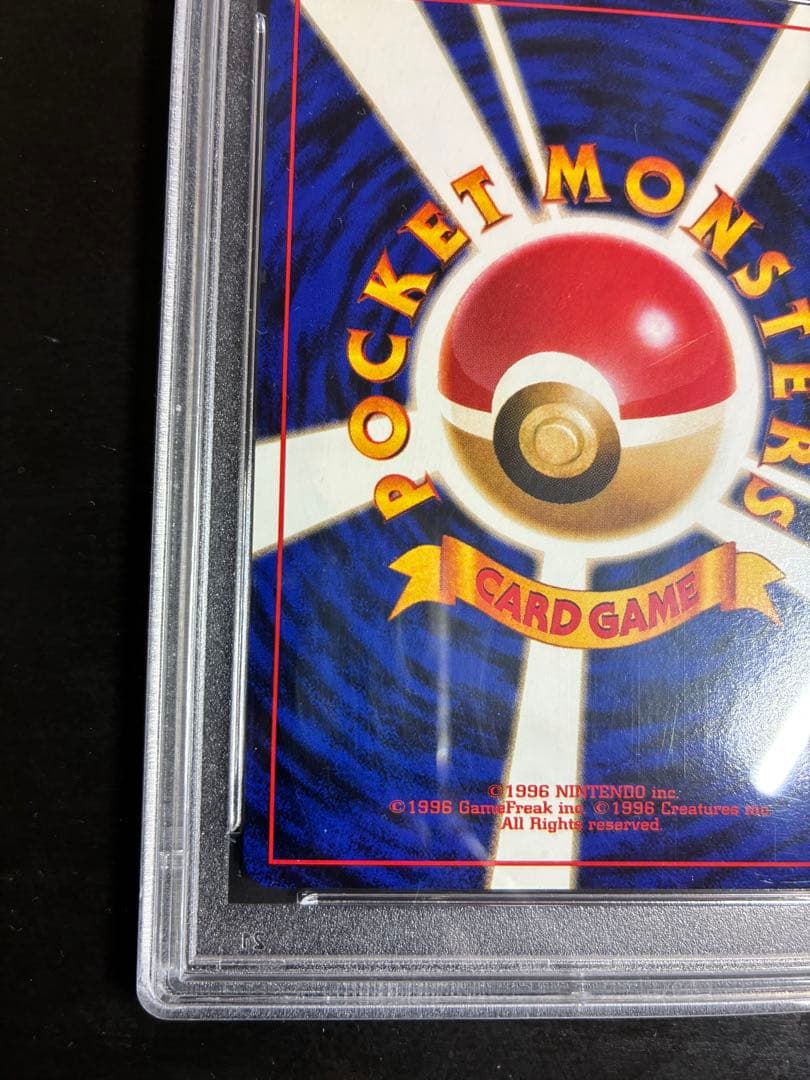 POCKET MONSTERS
CARD GAME
©1996 NINTENDO inc.
©1996 GameFreak inc. ©1996 Creatures inc.
All Rights reserved.